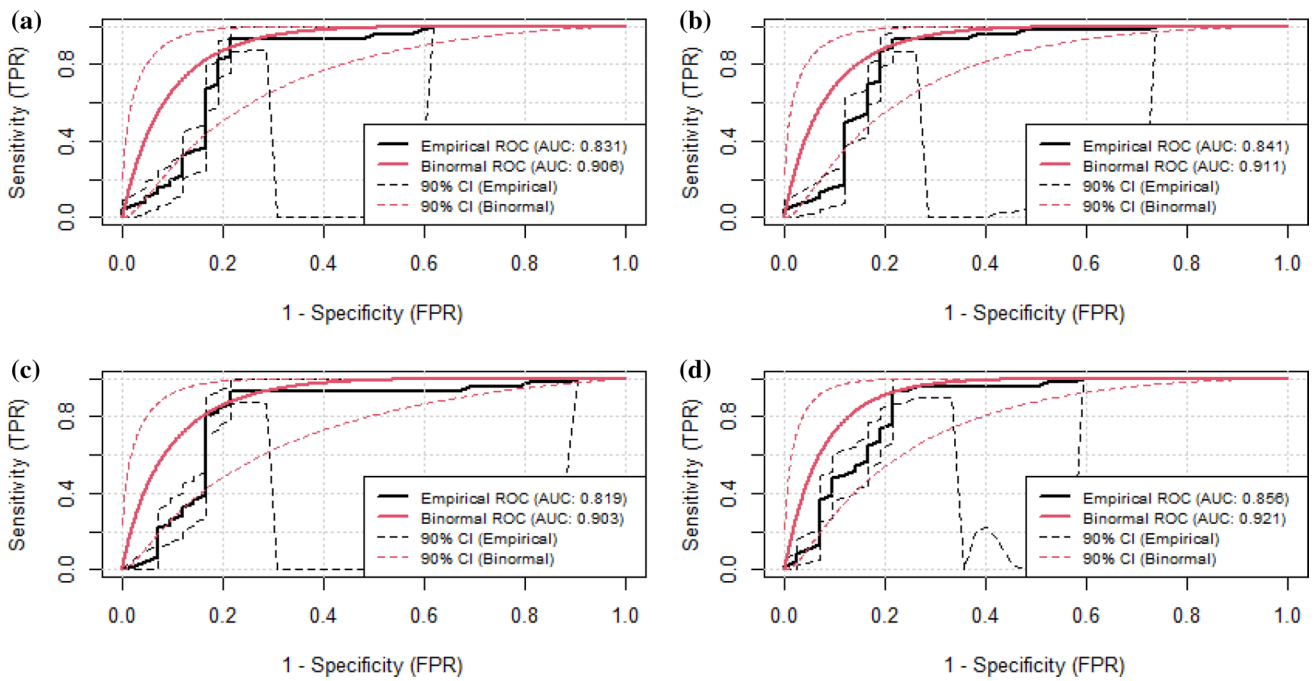 (a)
Sensitivity (TPR)
0.0 0.4 0.8
Empirical ROC (AUC: 0.831)
Binormal ROC (AUC: 0.906)
90% CI (Empirical)
90% CI (Binormal)
0.0 0.2 0.4 0.6 0.8 1.0
1 - Specificity (FPR)
(b)
Sensitivity (TPR)
0.0 0.4 0.8
Empirical ROC (AUC: 0.841)
Binormal ROC (AUC: 0.911)
90% CI (Empirical)
90% CI (Binormal)
0.0 0.2 0.4 0.6 0.8 1.0
1 - Specificity (FPR)
(c)
Sensitivity (TPR)
0.0 0.4 0.8
Empirical ROC (AUC: 0.819)
Binormal ROC (AUC: 0.903)
90% CI (Empirical)
90% CI (Binormal)
0.0 0.2 0.4 0.6 0.8 1.0
1 - Specificity (FPR)
(d)
Sensitivity (TPR)
0.0 0.4 0.8
Empirical ROC (AUC: 0.856)
Binormal ROC (AUC: 0.921)
90% CI (Empirical)
90% CI (Binormal)
0.0 0.2 0.4 0.6 0.8 1.0
1 - Specificity (FPR)